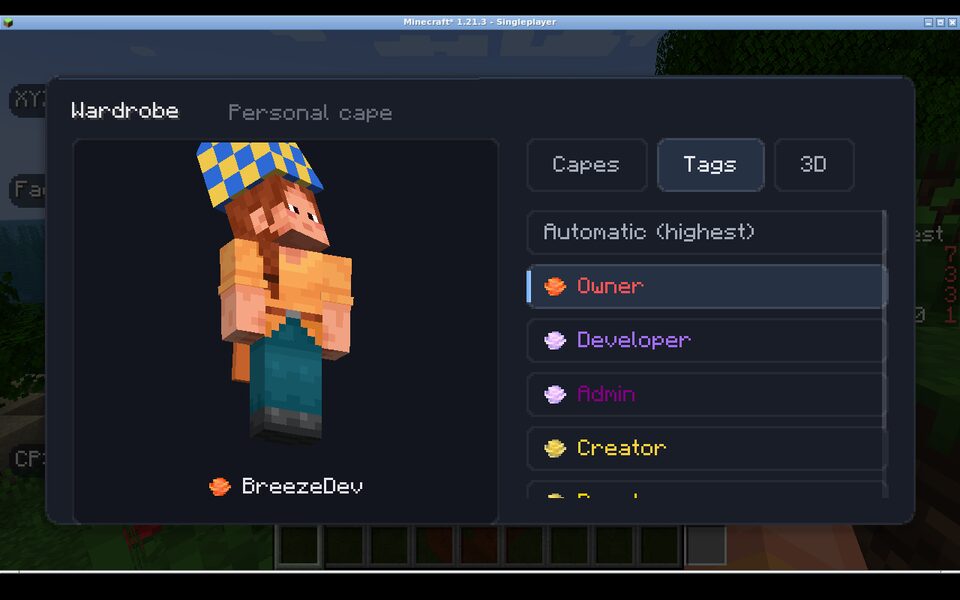 Minecraft* 1.21.3 - Singleplayer
Wardrobe
Personal cape
Capes
Tags
3D
Automatic (highest)
Owner
Developer
Admin
Creator
BreezeDev